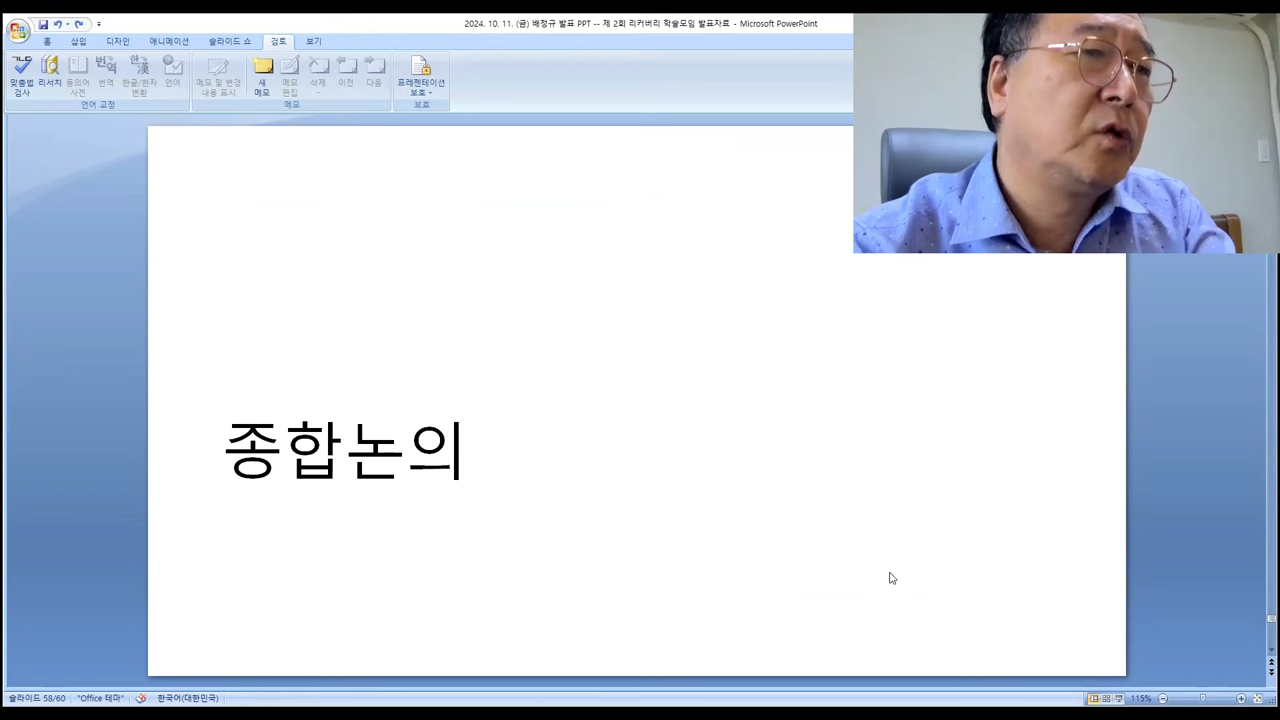 2024. 10. 11. (금) 배정규 발표 PPT -- 제 2회 리커버리 학술모임 발표자료 - Microsoft PowerPoint
홈 삽입 디자인 애니메이션 슬라이드 쇼 검토 보기
맞춤법 검사
리서치
동의어 사전
번역
한글/한자 변환
언어
메모 및 변경 내용 표시
새 메모
메모 편집
삭제
이전
다음
프레젠테이션 보호
언어 교정 메모 보호
종합논의
슬라이드 58/60 "Office 테마" 한국어(대한민국) 115%